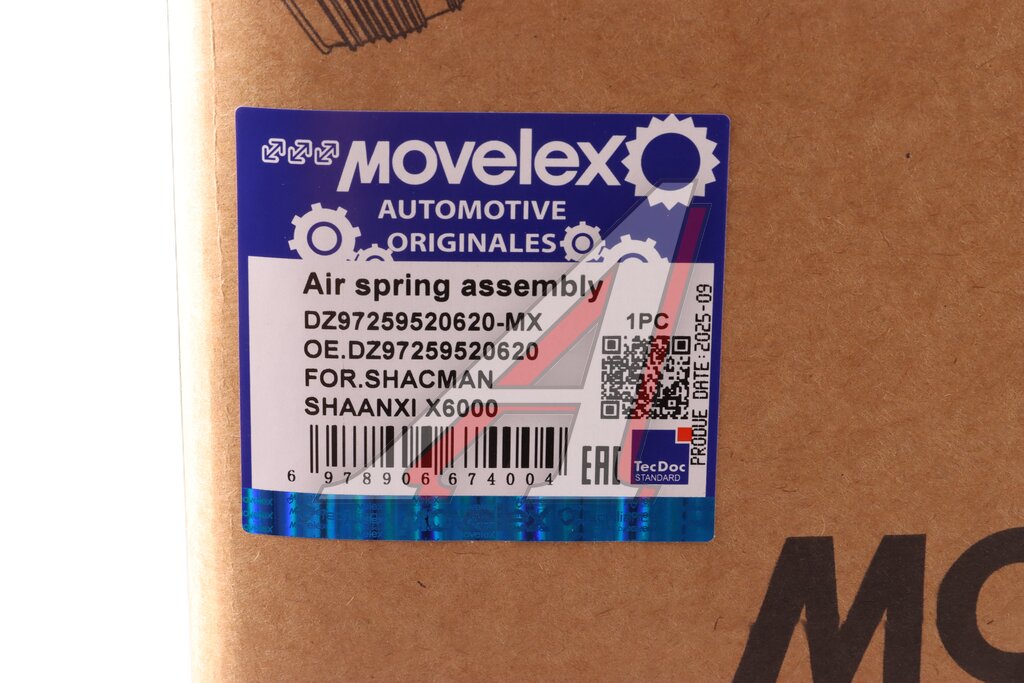 MOVELEX
AUTOMOTIVE
ORIGINALES
Air spring assembly
DZ97259520620-MX
1PC
OE.DZ97259520620
FOR.SHACMAN
SHAANXI X6000
PRODUE DATE:2025-09
6 978906 674004
EAC
TecDoc
STANDARD
MOVELEX
MO